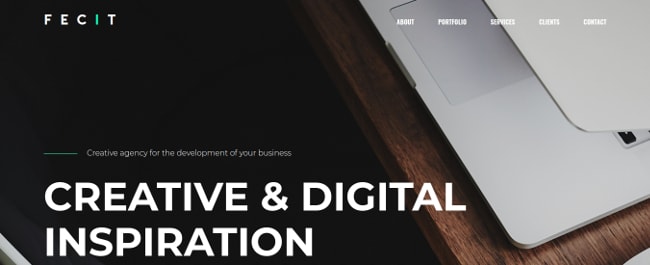 FECIT
ABOUT PORTFOLIO SERVICES CLIENTS CONTACT
Creative agency for the development of your business
CREATIVE & DIGITAL
INSPIRATION